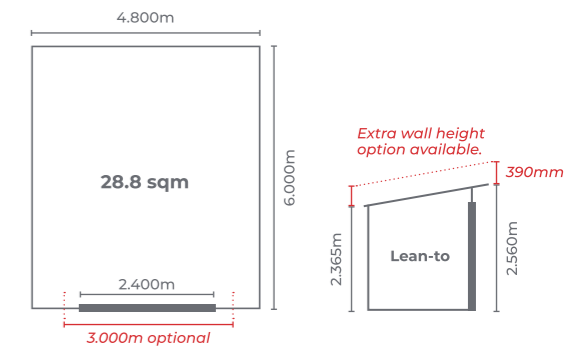 4.800m
28.8 sqm
6.000m
2.400m
3.000m optional
Extra wall height
option available.
390mm
2.365m
Lean-to
2.560m